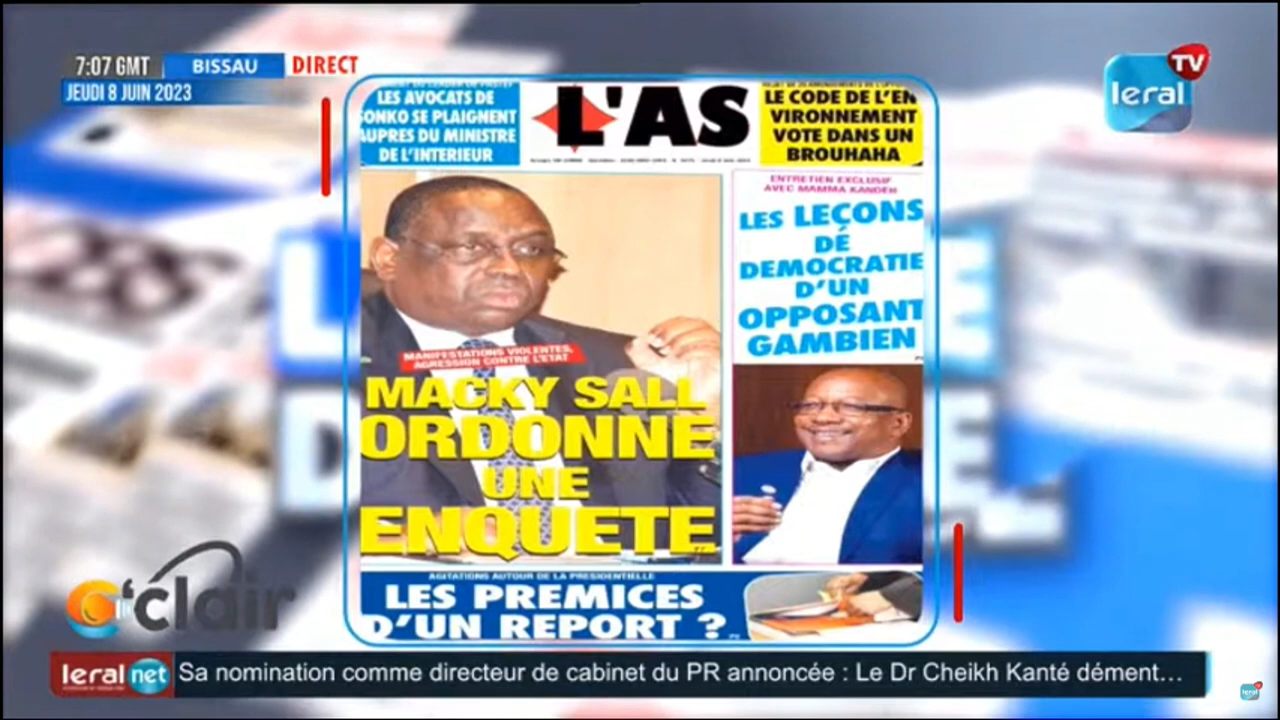 7:07 GMT
BISSAU
DIRECT
JEUDI 8 JUIN 2023
leral
TV
LES AVOCATS DE
SONKO SE PLAIGNENT
AUPRES DU MINISTRE
DE L'INTERIEUR
L'AS
LE CODE DE L'EN
VIRONNEMENT
VOTE DANS UN
BROUHAHA
ENTRETIEN EXCLUSIF
AVEC MAMMA KANDEH
LES LEÇONS
DE
DEMOCRATIE
D'UN
OPPOSANT
GAMBIEN
MANIFESTATIONS VIOLENTES,
AGRESSION CONTRE L'ETAT
MACKY SALL
ORDONNE
UNE
ENQUETE
AGITATIONS AUTOUR DE LA PRESIDENTIELLE
LES PREMICES
D'UN REPORT ?
O'clair
leral net
Sa nomination comme directeur de cabinet du PR annoncée : Le Dr Cheikh Kanté dément...
leral